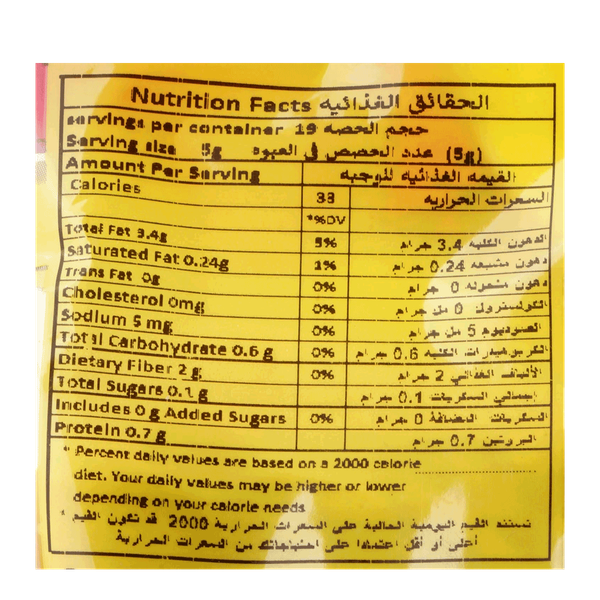 Nutrition Facts الحقائق الغذائيه
servings per container 19 حجم الحصه
Serving size 5g عدد الحصص في العبوه (5g)
Amount Per Serving القيمه الغذائيه للوجبه
Calories 33 السعرات الحراريه
*%DV
Total Fat 3.4g 5% الدهون الكليه 3.4 جرام
Saturated Fat 0.24g 1% دهون مشبعه 0.24 جرام
Trans Fat 0g 0% دهون متحوله 0 جرام
Cholesterol 0mg 0% الكولسترول 0 من جرام
Sodium 5 mg 0% الصوديوم 5 مل جرام
Total Carbohydrate 0.6 g 0% الكربوهيدرات الكليه 0.6 جرام
Dietary Fiber 2 g 0% الألياف الغذائي 2 جرام
Total Sugars 0.1 g إجمالي السكريات 0.1 جرام
Includes 0 g Added Sugars 0% السكريات المضافة 0 جرام
Protein 0.7 g البروتين 0.7 جرام
* Percent daily values are based on a 2000 calorie
diet. Your daily values may be higher or lower
depending on your calorie needs
* تستند القيم اليومية الحالية على السعرات الحرارية 2000 قد تكون القيم
أعلى أو أقل اعتمادا على احتياجاتك من السعرات الحرارية